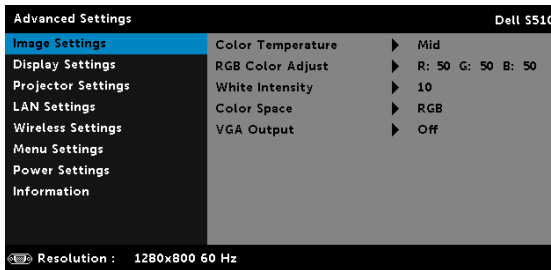 Advanced Settings Dell S510
Image Settings
Color Temperature Mid
Display Settings
RGB Color Adjust R: 50 G: 50 B: 50
Projector Settings
White Intensity 10
LAN Settings
Color Space RGB
Wireless Settings
VGA Output Off
Menu Settings
Power Settings
Information
Resolution : 1280x800 60 Hz